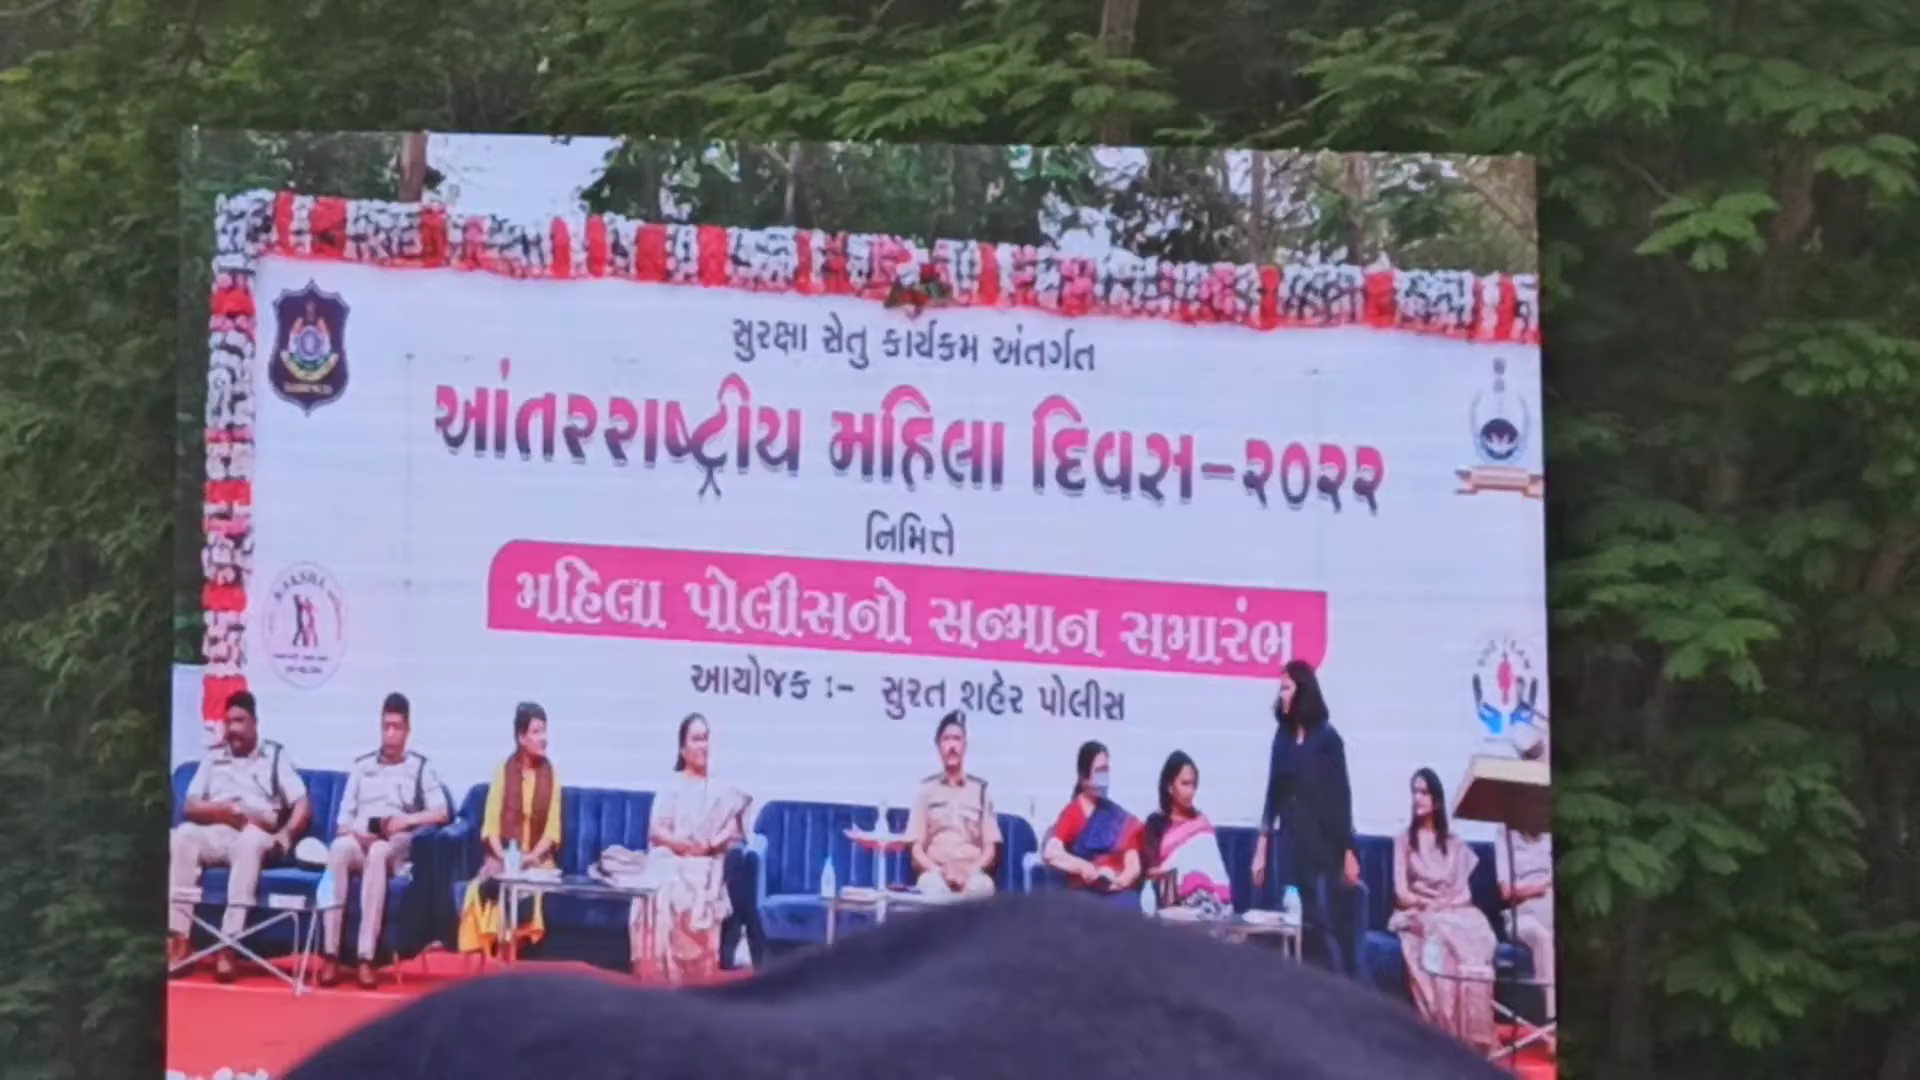 સુરક્ષા સેતુ કાર્યક્રમ અંતર્ગત
આંતરરાષ્ટ્રીય મહિલા દિવસ-૨૦૨૨
નિમિત્તે
મહિલા પોલીસનો સન્માન સમારંભ
આયોજક :- સુરત શહેર પોલીસ